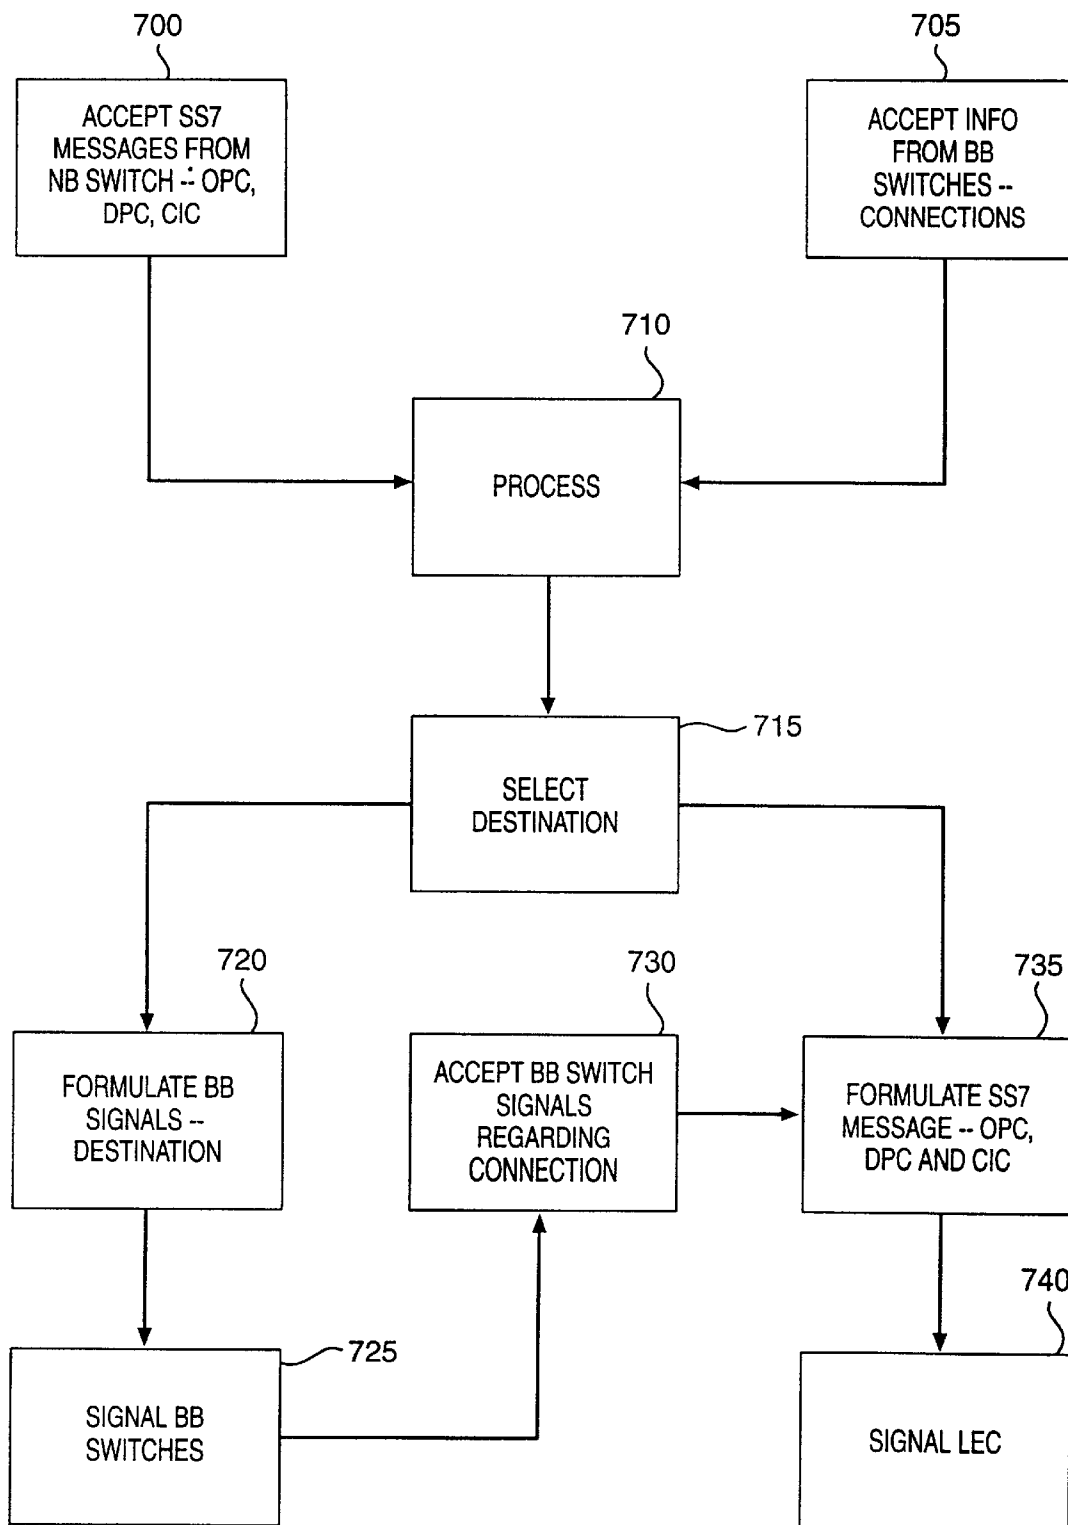 700
ACCEPT SS7
MESSAGES FROM
NB SWITCH -- OPC,
DPC, CIC
705
ACCEPT INFO
FROM BB
SWITCHES --
CONNECTIONS
710
PROCESS
715
SELECT
DESTINATION
720
FORMULATE BB
SIGNALS --
DESTINATION
730
ACCEPT BB SWITCH
SIGNALS
REGARDING
CONNECTION
735
FORMULATE SS7
MESSAGE -- OPC,
DPC AND CIC
725
SIGNAL BB
SWITCHES
740
SIGNAL LEC